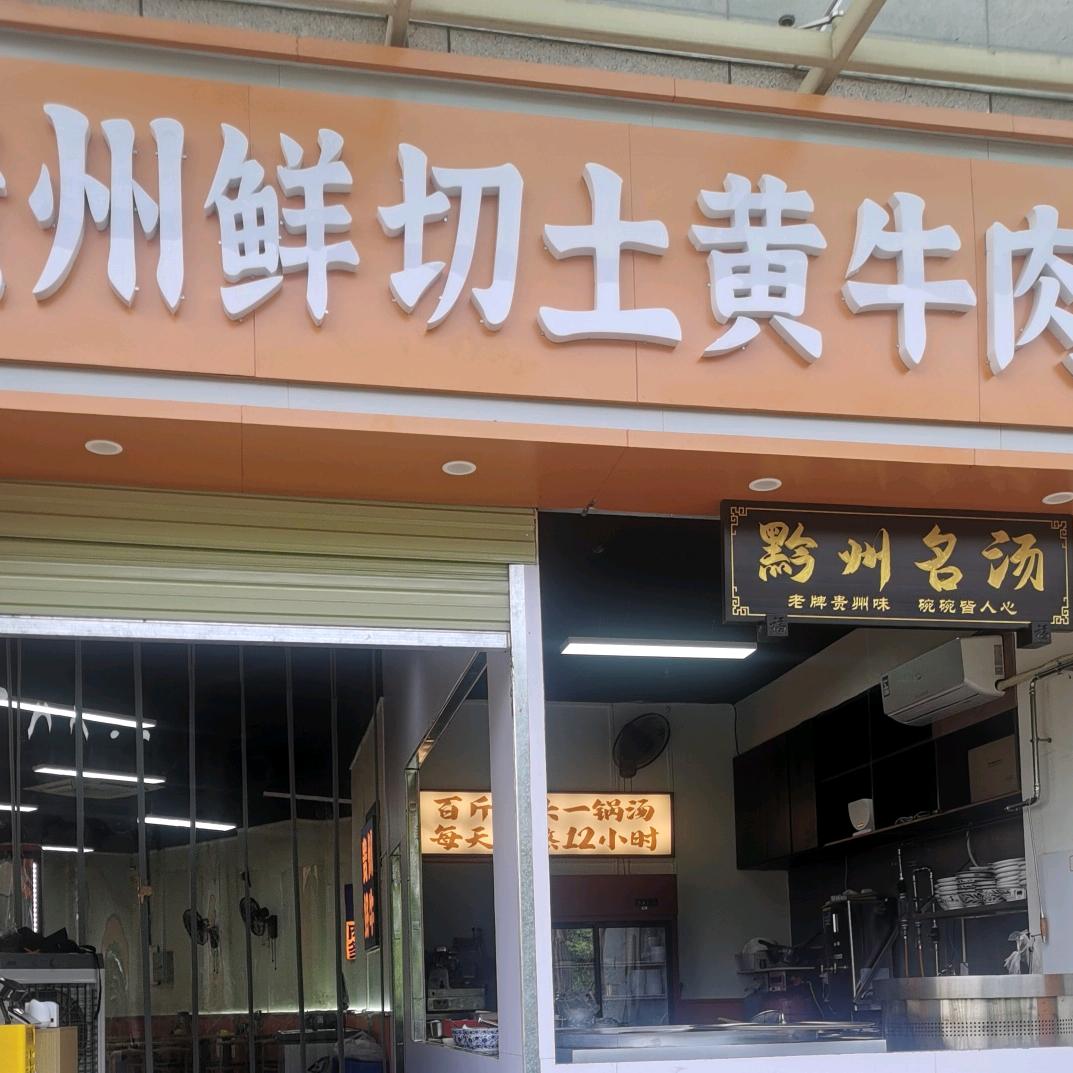 州鲜切土黄牛肉
黔州名汤
老牌贵州味 碗碗皆人心
百斤 一锅汤
每天 熬12小时